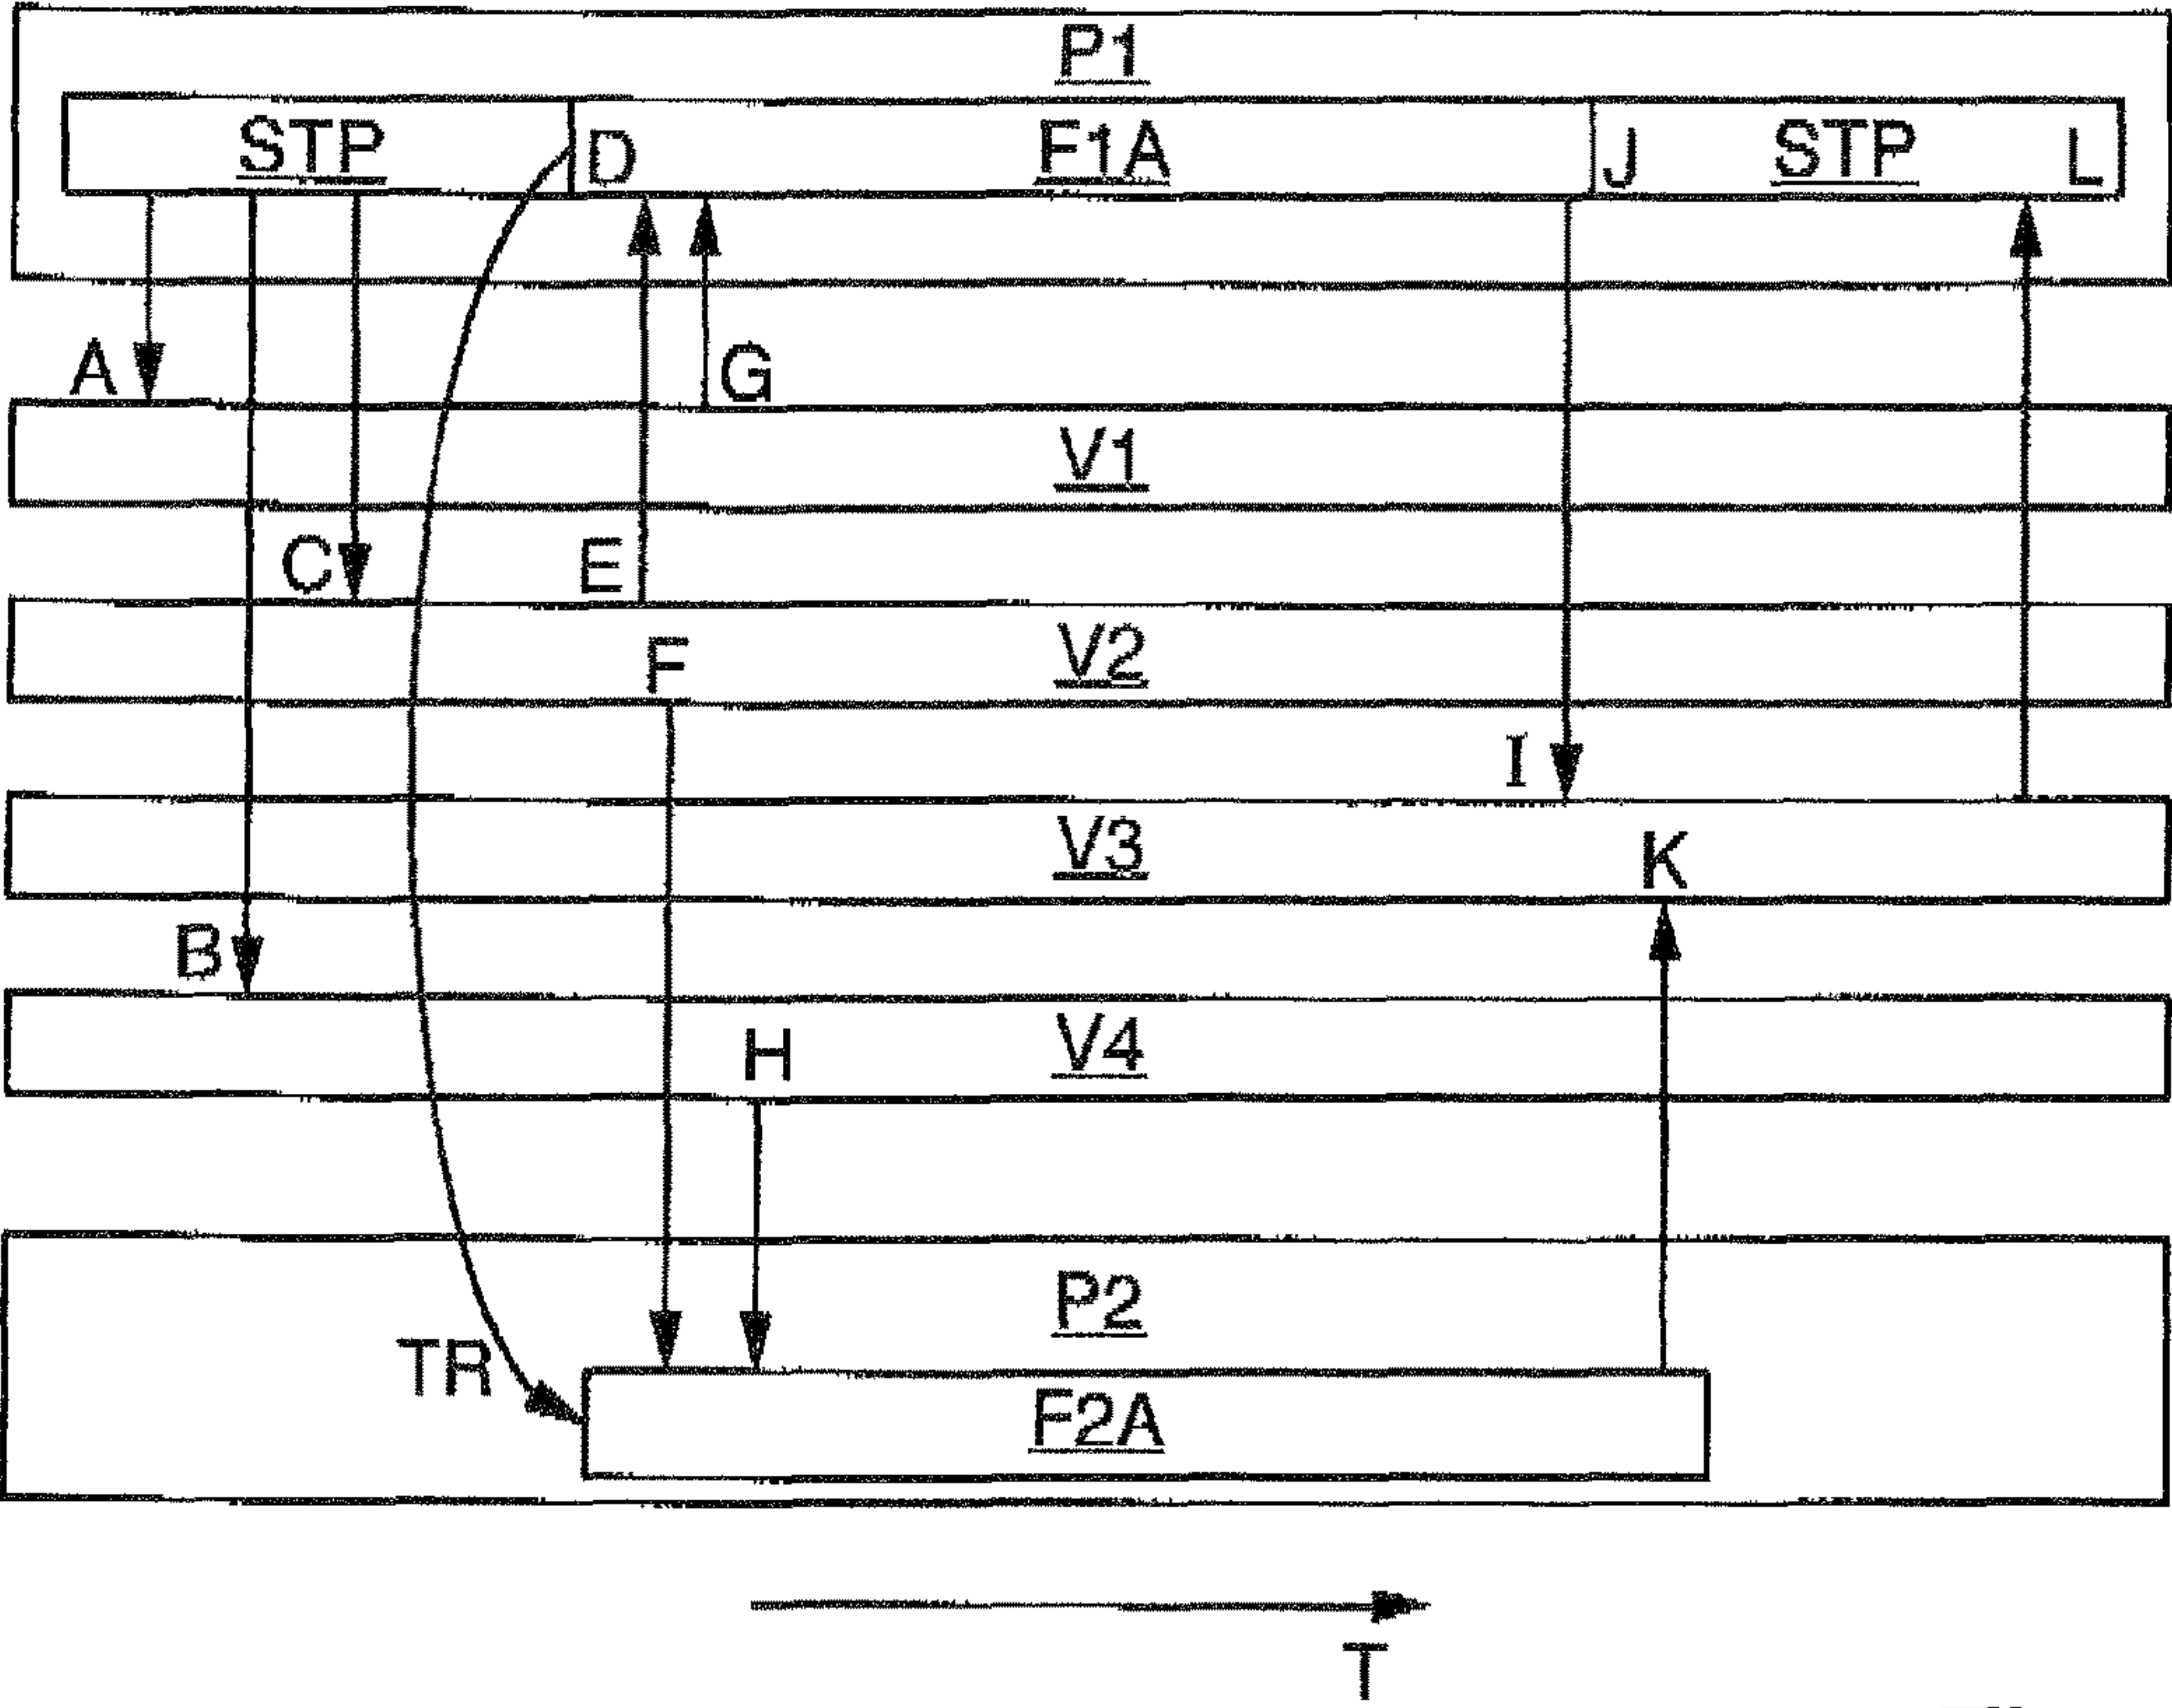 P1
STP D F1A J STP L
A G
V1
C E
F V2
I
V3 K
B
H V4
P2
TR
F2A
T